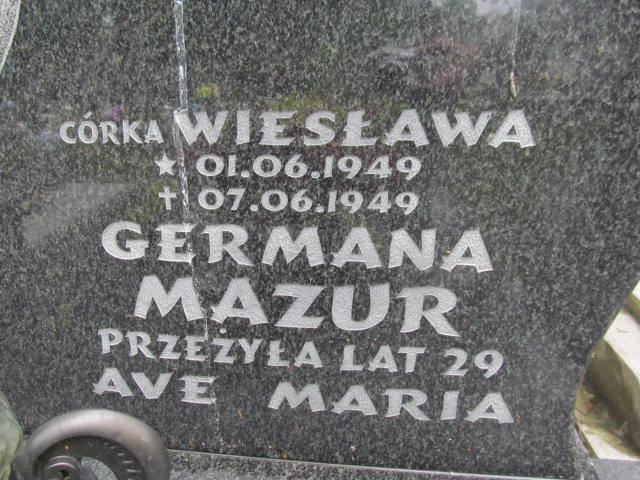 CÓRKA WIESŁAWA
★ 01.06.1949
✝ 07.06.1949
GERMANA
MAZUR
PRZEŻYŁA LAT 29
AVE MARIA